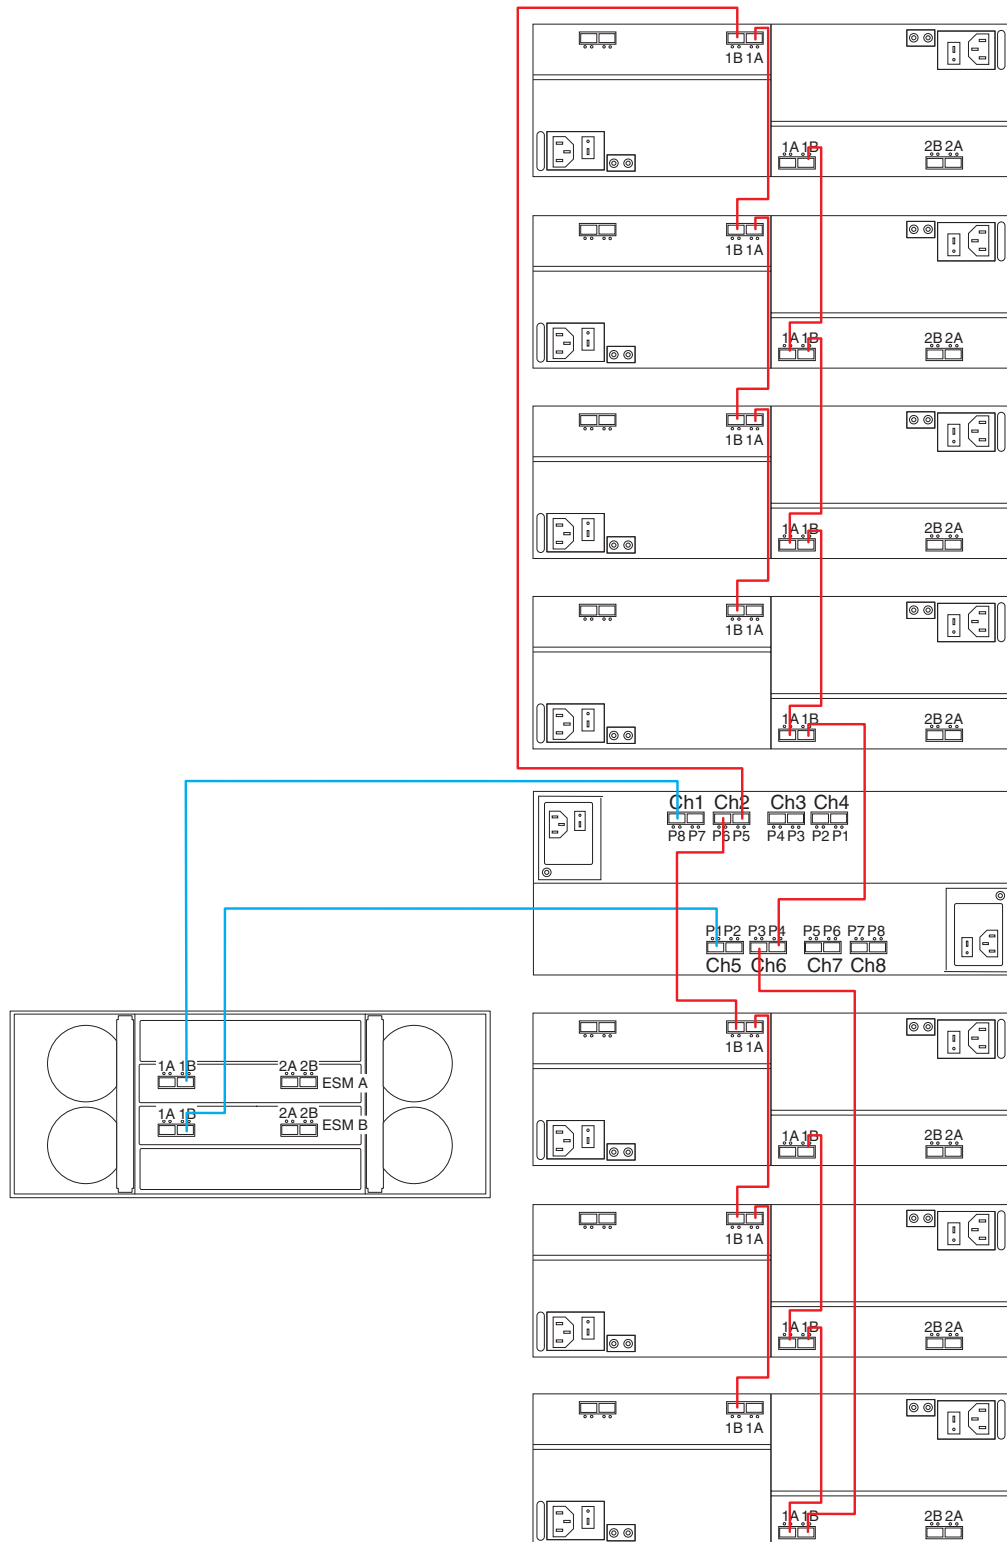 1B 1A
1A 1B
2B 2A
1B 1A
1A 1B
2B 2A
1B 1A
1A 1B
2B 2A
1B 1A
1A 1B
2B 2A
Ch1 Ch2 Ch3 Ch4
P8 P7 P6 P5 P4 P3 P2 P1
P1 P2 P3 P4 P5 P6 P7 P8
Ch5 Ch6 Ch7 Ch8
1A 1B 2A 2B
ESM A
1A 1B 2A 2B
ESM B
1B 1A
1A 1B
2B 2A
1B 1A
1A 1B
2B 2A
1B 1A
1A 1B
2B 2A